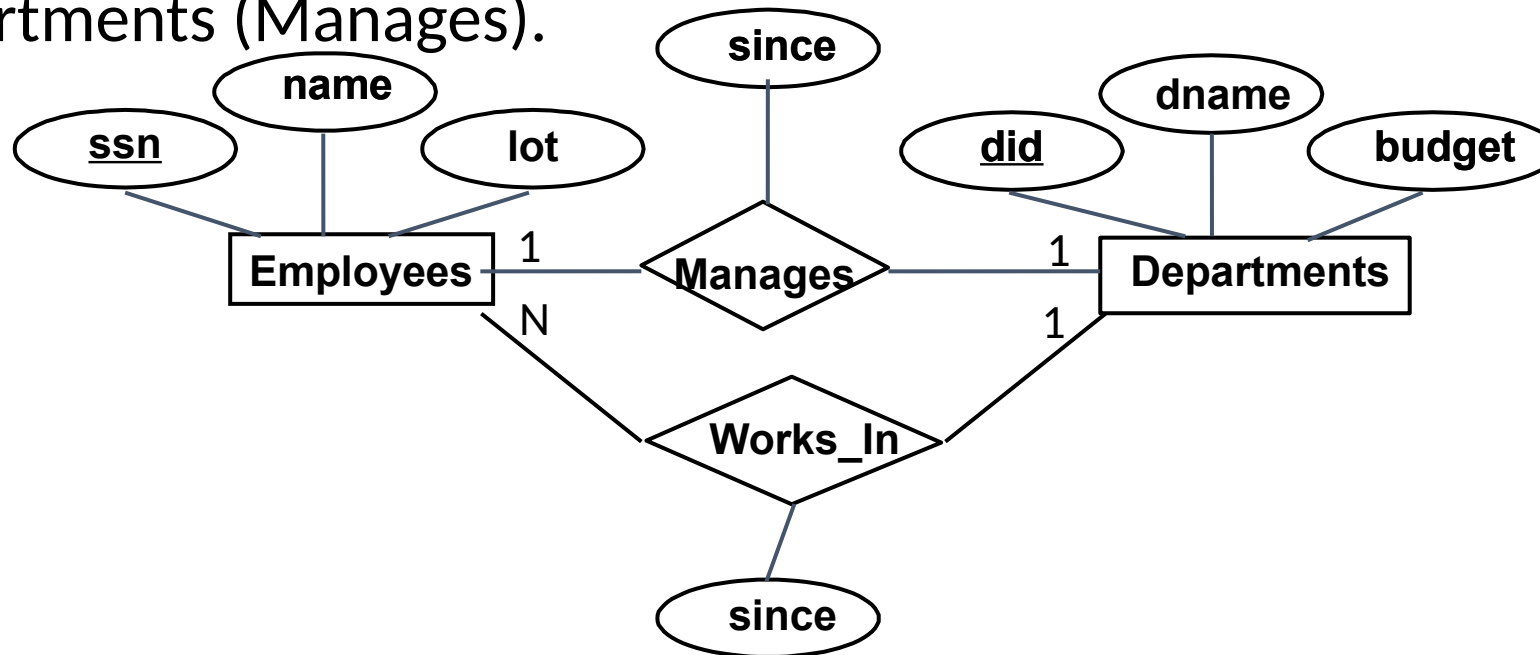 rtments (Manages).
since
name
dname
ssn
lot
did
budget
1
1
Employees
Manages
Departments
N
1
Works_In
since